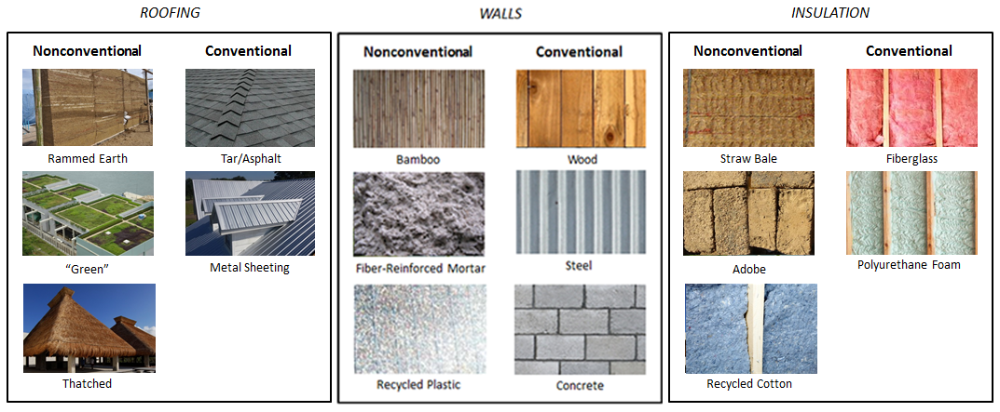 ROOFING
Nonconventional
Conventional
Rammed Earth
Tar/Asphalt
“Green”
Metal Sheeting
Thatched
WALLS
Nonconventional
Conventional
Bamboo
Wood
Fiber-Reinforced Mortar
Steel
Recycled Plastic
Concrete
INSULATION
Nonconventional
Conventional
Straw Bale
Fiberglass
Adobe
Polyurethane Foam
Recycled Cotton